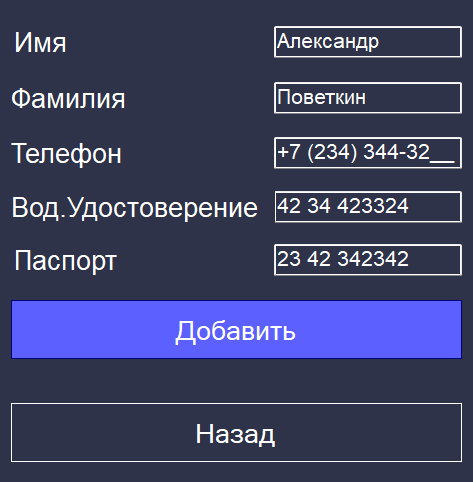 Имя Александр
Фамилия Поветкин
Телефон +7 (234) 344-32__
Вод.Удостоверение 42 34 423324
Паспорт 23 42 342342
Добавить
Назад